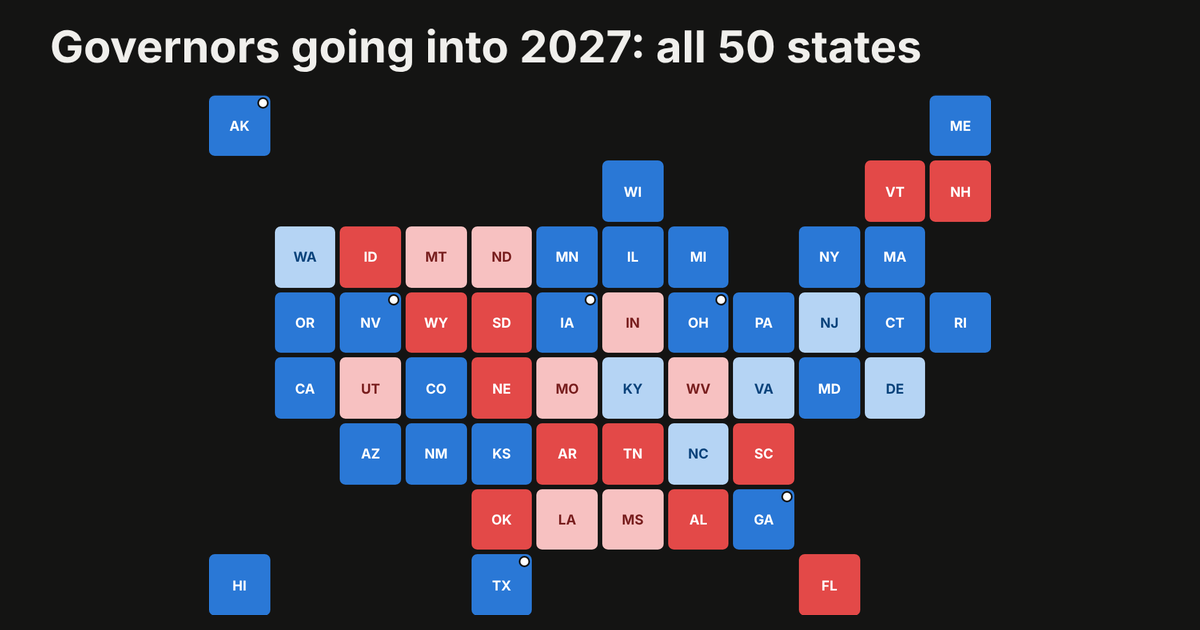 Governors going into 2027: all 50 states
AK ME
WI VT NH
WA ID MT ND MN IL MI NY MA
OR NV WY SD IA IN OH PA NJ CT RI
CA UT CO NE MO KY WV VA MD DE
AZ NM KS AR TN NC SC
OK LA MS AL GA
HI TX FL